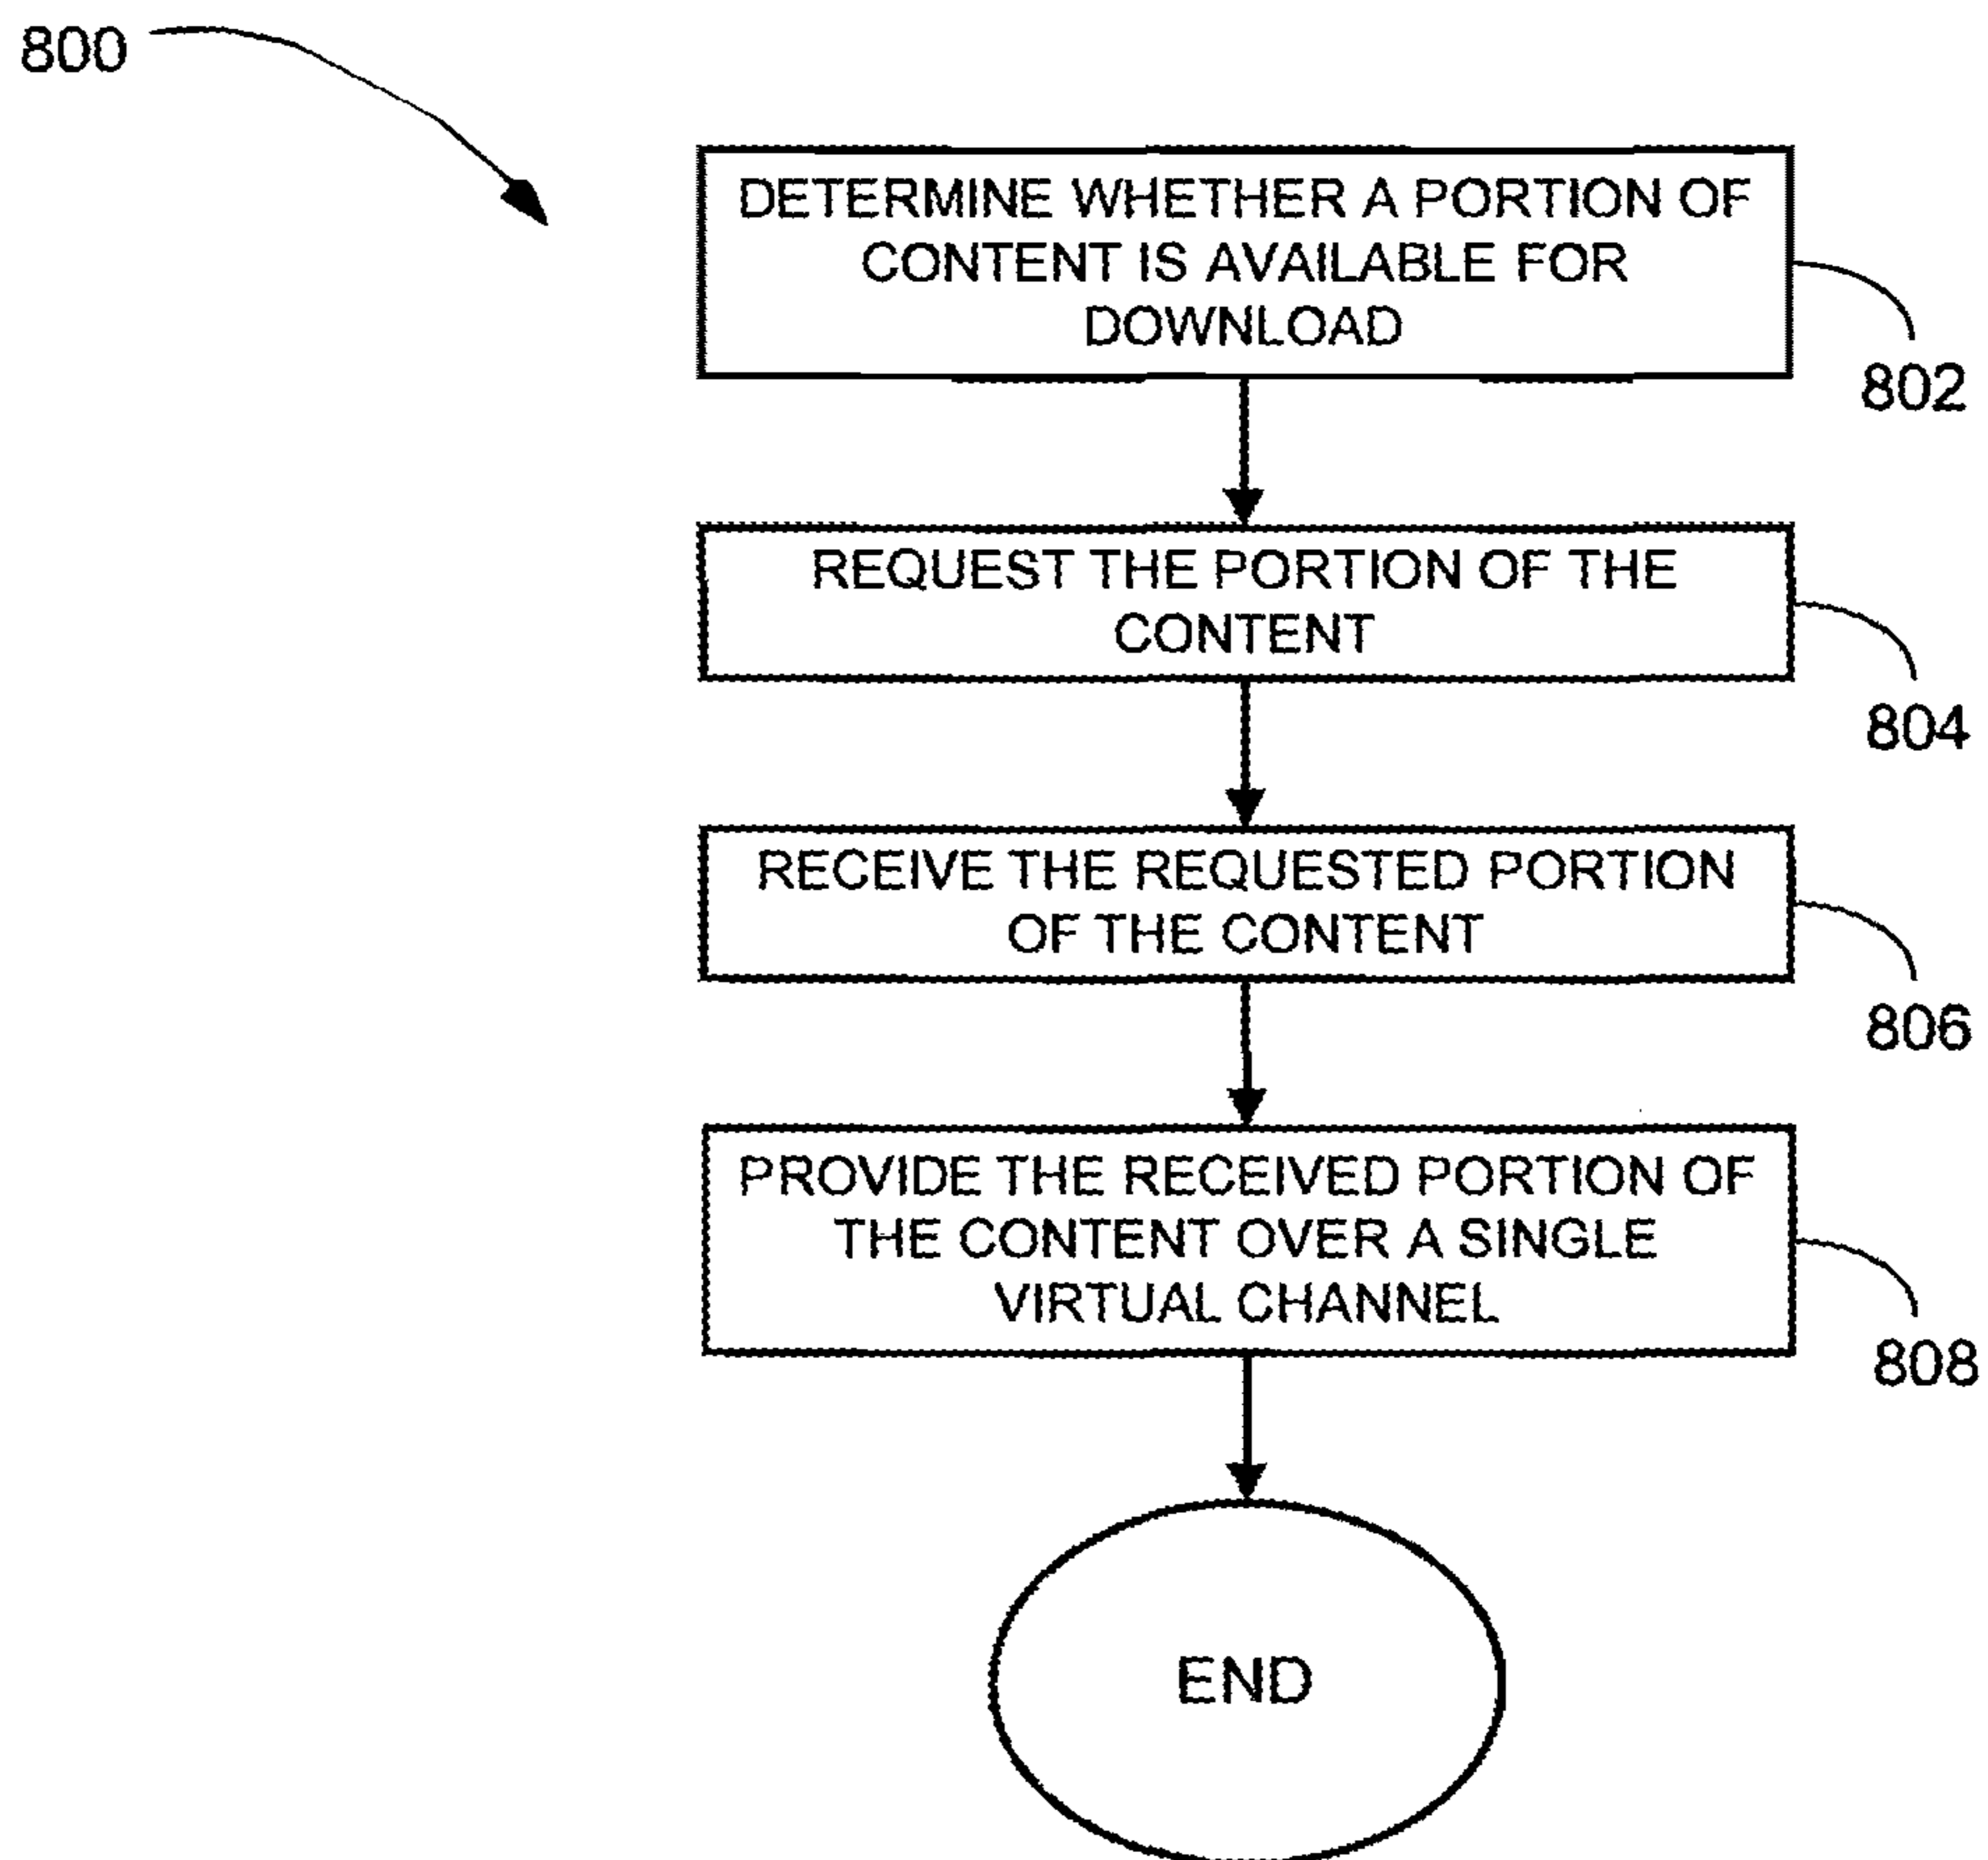 800
DETERMINE WHETHER A PORTION OF
CONTENT IS AVAILABLE FOR
DOWNLOAD
802
REQUEST THE PORTION OF THE
CONTENT
804
RECEIVE THE REQUESTED PORTION
OF THE CONTENT
806
PROVIDE THE RECEIVED PORTION OF
THE CONTENT OVER A SINGLE
VIRTUAL CHANNEL
808
END